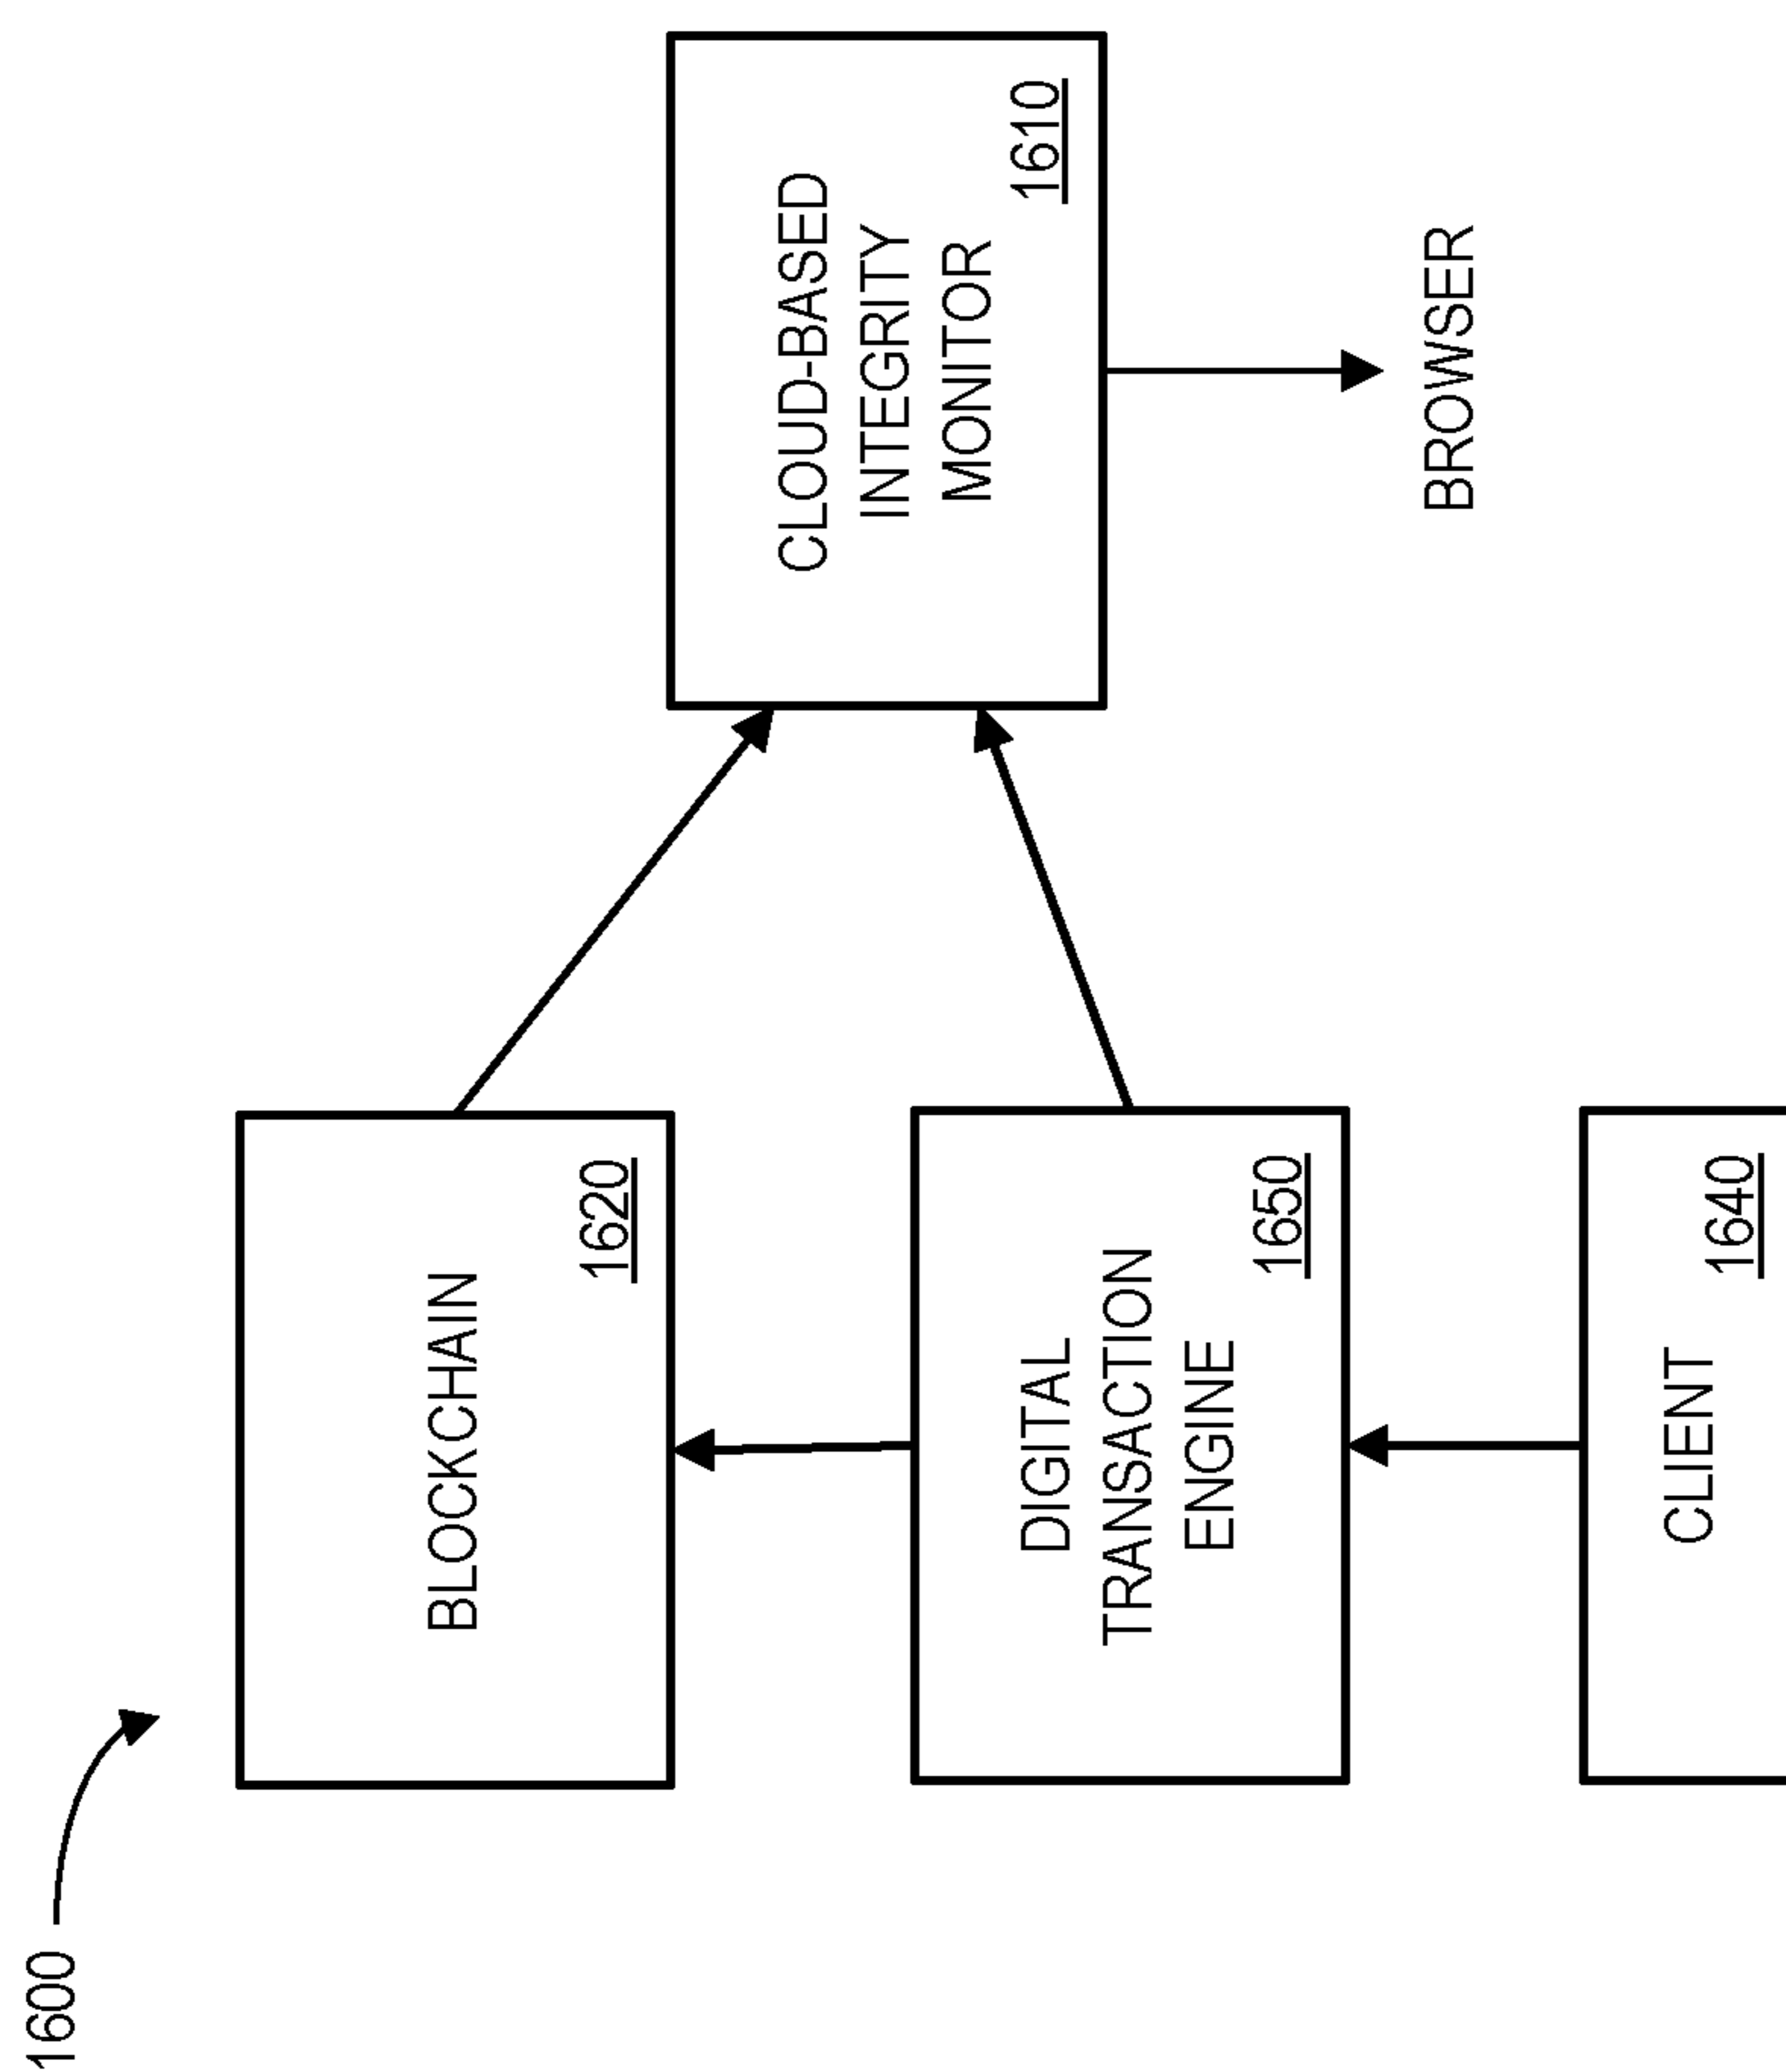 1600
BLOCKCHAIN
1620
CLOUD-BASED
INTEGRITY
MONITOR
1610
DIGITAL
TRANSACTION
ENGINE
1650
BROWSER
CLIENT
1640